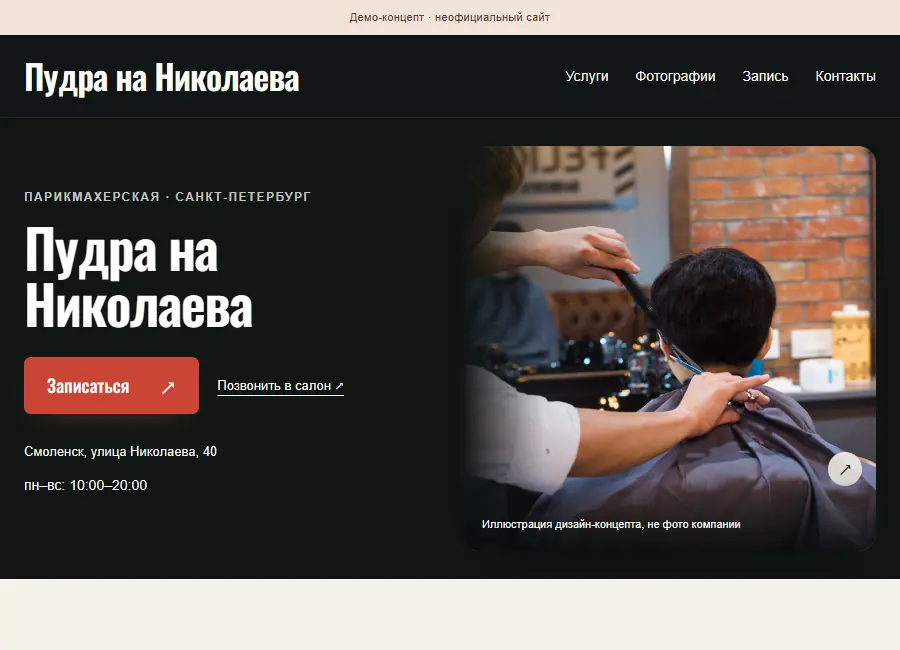 Демо-концепт · неофициальный сайт
Пудра на Николаева
Услуги Фотографии Запись Контакты
ПАРИКМАХЕРСКАЯ · САНКТ-ПЕТЕРБУРГ
Пудра на
Николаева
Записаться ↗
Позвонить в салон ↗
Смоленск, улица Николаева, 40
пн–вс: 10:00–20:00
Иллюстрация дизайн-концепта, не фото компании